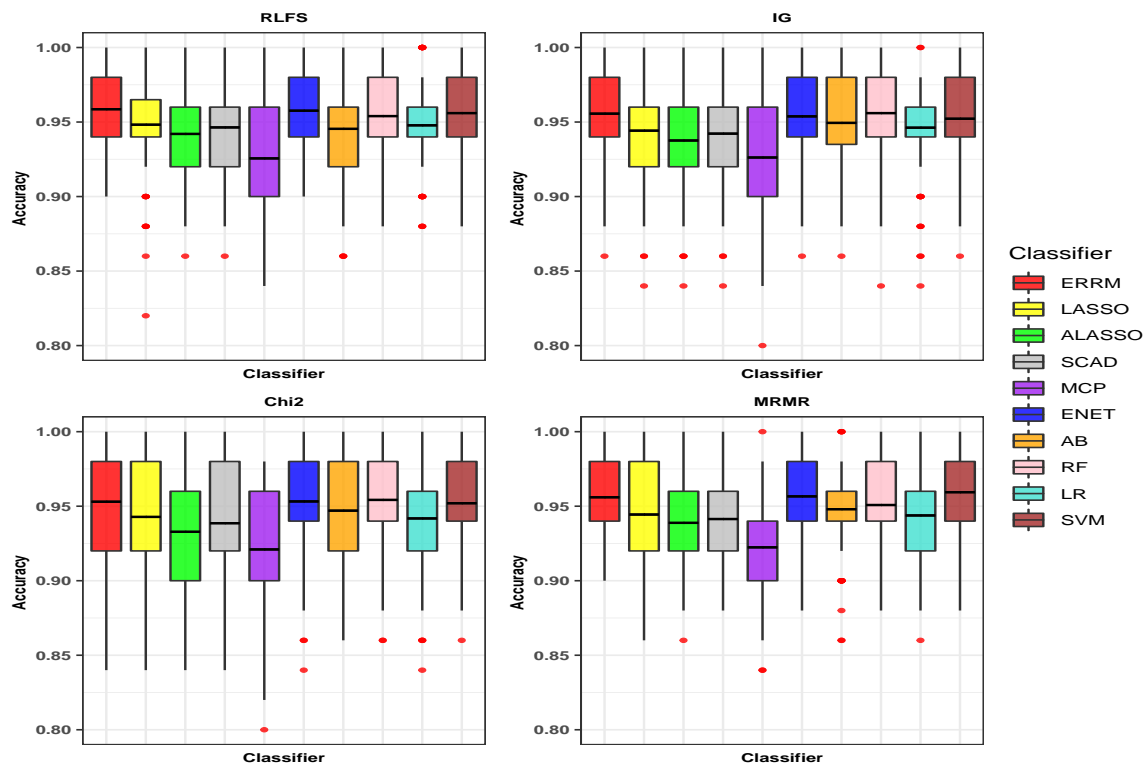 RLFS
IG
1.00
0.95
0.90
0.85
0.80
Accuracy
Classifier
1.00
0.95
0.90
0.85
0.80
Accuracy
Classifier
Chi2
MRMR
1.00
0.95
0.90
0.85
0.80
Accuracy
Classifier
1.00
0.95
0.90
0.85
0.80
Accuracy
Classifier
Classifier
ERRM
LASSO
ALASSO
SCAD
MCP
ENET
AB
RF
LR
SVM